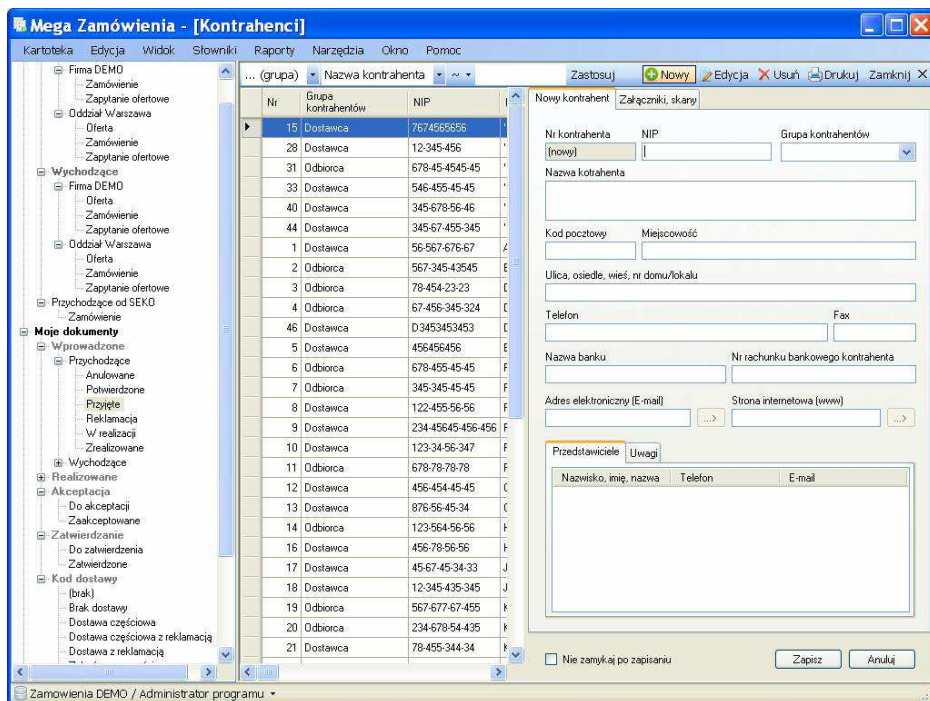 Mega Zamówienia - [Kontrahenci]
Kartoteka Edycja Widok Słowniki Raporty Narzędzia Okno Pomoc
Firma DEMO
Zamówienie
Zapytanie ofertowe
Oddział Warszawa
Oferta
Zamówienie
Zapytanie ofertowe
Wychodzące
Firma DEMO
Oferta
Zamówienie
Zapytanie ofertowe
Oddział Warszawa
Oferta
Zamówienie
Zapytanie ofertowe
Przychodzące od SEKO
Zamówienie
Moje dokumenty
Wprowadzone
Przychodzące
Anulowane
Potwierdzone
Przyjęte
Reklamacja
W realizacji
Zrealizowane
Wychodzące
Realizowane
Akceptacja
Do akceptacji
Zaakceptowane
Zatwierdzanie
Do zatwierdzenia
Zatwierdzone
Kod dostawy
(brak)
Brak dostawy
Dostawa częściowa
Dostawa częściowa z reklamacją
Dostawa z reklamacją
... (grupa) Nazwa kontrahenta ~ Zastosuj Nowy Edycja Usuń Drukuj Zamknij X
Nr Grupa kontrahentów NIP
15 Dostawca 7674565656
28 Dostawca 12-345-456
31 Odbiorca 678-45-4545-45
33 Dostawca 546-455-45-45
40 Dostawca 345-678-56-46
44 Dostawca 345-67-455-345
1 Dostawca 56-567-676-67
2 Odbiorca 567-345-43545
3 Odbiorca 78-454-23-23
4 Odbiorca 67-456-345-324
46 Dostawca D3453453453
5 Dostawca 456456456
6 Odbiorca 678-455-45-45
7 Odbiorca 345-345-45-45
8 Dostawca 122-455-56-56
9 Dostawca 234-45645-456-456
10 Dostawca 123-34-56-347
11 Odbiorca 678-78-78-78
12 Dostawca 456-454-45-45
13 Dostawca 876-56-45-34
14 Odbiorca 123-564-56-56
16 Dostawca 456-78-56-56
17 Dostawca 45-67-45-34-33
18 Dostawca 12-345-435-345
19 Odbiorca 567-677-67-455
20 Odbiorca 234-678-54-435
21 Dostawca 78-455-344-34
Nowy kontrahent Załączniki, skany
Nr kontrahenta NIP Grupa kontrahentów
(nowy)
Nazwa kotrahenta
Kod pocztowy Miejscowość
Ulica, osiedle, wieś, nr domu/lokalu
Telefon Fax
Nazwa banku Nr rachunku bankowego kontrahenta
Adres elektroniczny (E-mail) Strona internetowa (www)
...> ...>
Przedstawiciele Uwagi
Nazwisko, imię, nazwa Telefon E-mail
Nie zamykaj po zapisaniu Zapisz Anuluj
Zamowienia DEMO / Administrator programu